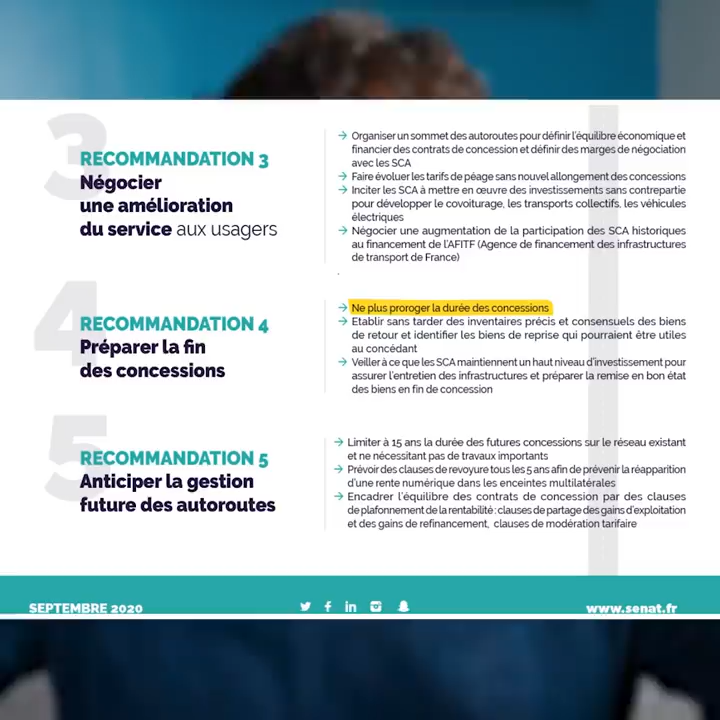 3
RECOMMANDATION 3
Négocier
une amélioration
du service aux usagers
→ Organiser un sommet des autoroutes pour définir l'équilibre économique et
financier des contrats de concession et définir des marges de négociation
avec les SCA
→ Faire évoluer les tarifs de péage sans nouvel allongement des concessions
→ Inciter les SCA à mettre en œuvre des investissements sans contrepartie
pour développer le covoiturage, les transports collectifs, les véhicules
électriques
→ Négocier une augmentation de la participation des SCA historiques
au financement de l'AFITF (Agence de financement des infrastructures
de transport de France)
4
RECOMMANDATION 4
Préparer la fin
des concessions
→ Ne plus proroger la durée des concessions
→ Etablir sans tarder des inventaires précis et consensuels des biens
de retour et identifier les biens de reprise qui pourraient être utiles
au concédant
→ Veiller à ce que les SCA maintiennent un haut niveau d'investissement pour
assurer l'entretien des infrastructures et préparer la remise en bon état
des biens en fin de concession
5
RECOMMANDATION 5
Anticiper la gestion
future des autoroutes
→ Limiter à 15 ans la durée des futures concessions sur le réseau existant
et ne nécessitant pas de travaux importants
→ Prévoir des clauses de revoyure tous les 5 ans afin de prévenir la réapparition
d'une rente numérique dans les enceintes multilatérales
→ Encadrer l'équilibre des contrats de concession par des clauses
de plafonnement de la rentabilité : clauses de partage des gains d'exploitation
et des gains de refinancement, clauses de modération tarifaire
SEPTEMBRE 2020
www.senat.fr